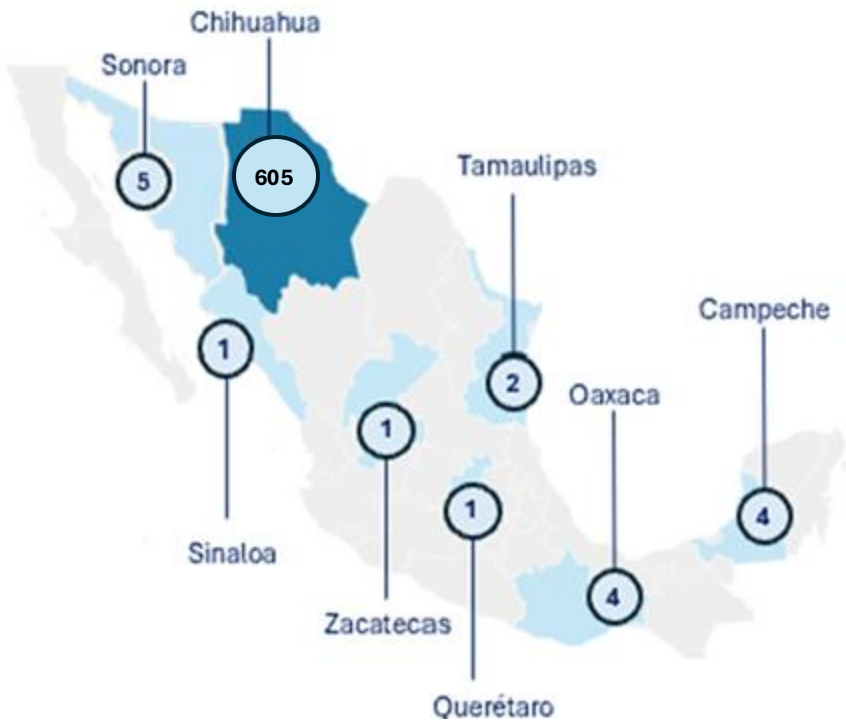 Chihuahua
Sonora
605
5
Tamaulipas
Campeche
1
2
Oaxaca
1
1
4
Sinaloa
4
Zacatecas
Querétaro